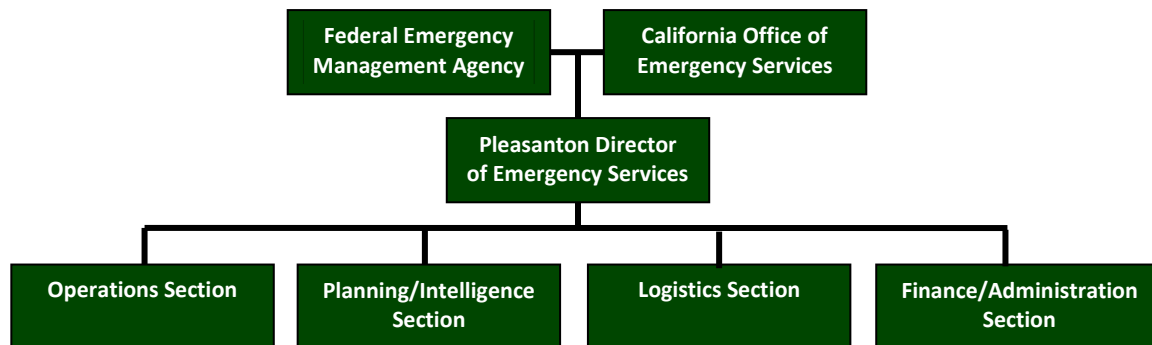 Federal Emergency
Management Agency
California Office of
Emergency Services
Pleasanton Director
of Emergency Services
Operations Section
Planning/Intelligence
Section
Logistics Section
Finance/Administration
Section